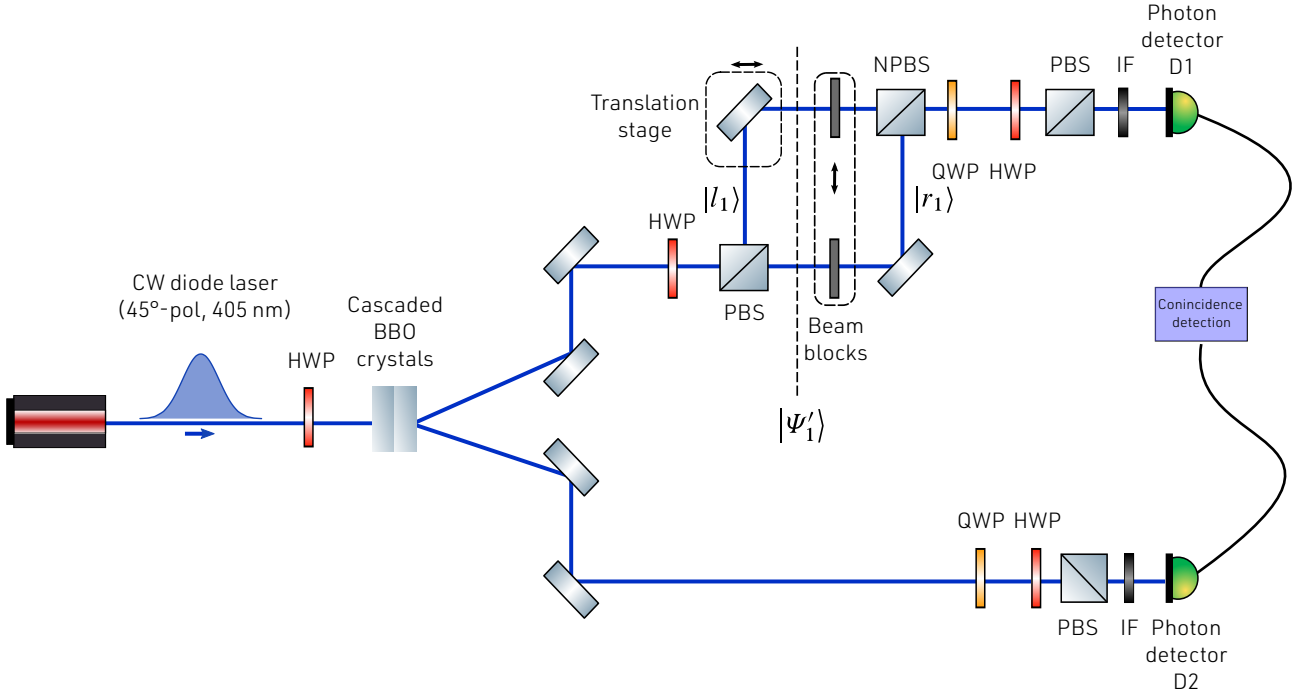 Photon
detector
D1
NPBS
PBS
IF
Translation
stage
QWP
HWP
|l₁⟩
|r₁⟩
HWP
PBS
Beam
blocks
CW diode laser
(45°-pol, 405 nm)
Cascaded
BBO
crystals
HWP
Conincidence
detection
|Ψ′₁⟩
QWP
HWP
PBS
IF
Photon
detector
D2